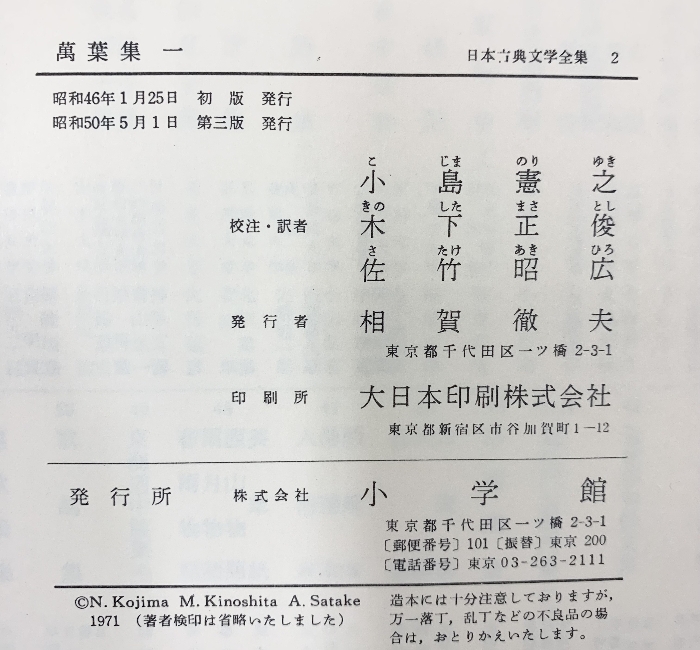 萬葉集 一 日本古典文学全集 2
昭和46年1月25日 初 版 発行
昭和50年5月1日 第三版 発行
こ じま のり ゆき
小 島 憲 之
きの した まさ とし
校注・訳者 木 下 正 俊
さ たけ あき ひろ
佐 竹 昭 広
発 行 者 相 賀 徹 夫
東京都千代田区一ツ橋 2-3-1
印 刷 所 大日本印刷株式会社
東京都新宿区市谷加賀町1-12
発 行 所 株式会社 小 学 館
東京都千代田区一ツ橋 2-3-1
〔郵便番号〕101〔振替〕東京 200
〔電話番号〕東京 03-263-2111
©N. Kojima M. Kinoshita A. Satake
1971 (著者検印は省略いたしました)
造本には十分注意しておりますが,
万一落丁, 乱丁などの不良品の場
合は, おとりかえいたします。